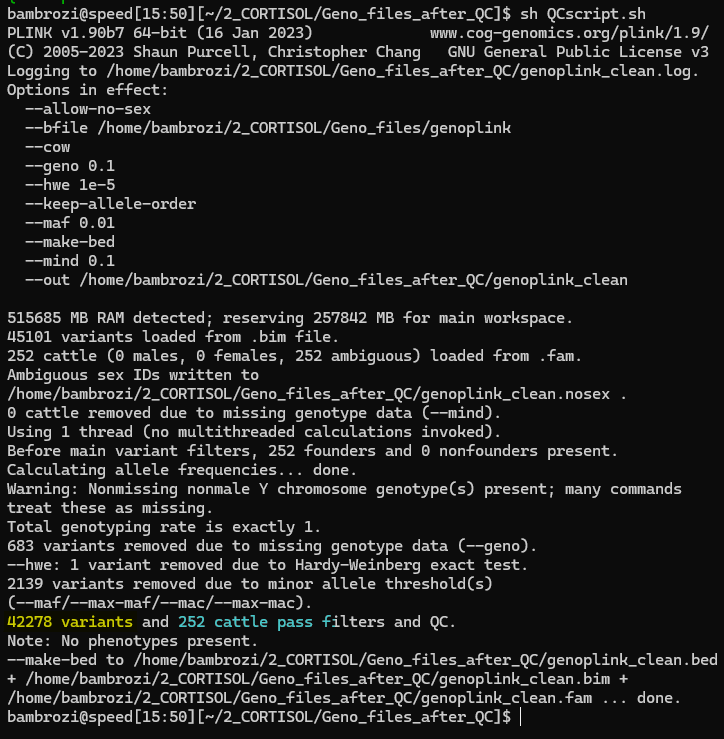 bambrozi@speed[15:50][~/2_CORTISOL/Geno_files_after_QC]$ sh QCscript.sh
PLINK v1.90b7 64-bit (16 Jan 2023)             www.cog-genomics.org/plink/1.9/
(C) 2005-2023 Shaun Purcell, Christopher Chang   GNU General Public License v3
Logging to /home/bambrozi/2_CORTISOL/Geno_files_after_QC/genoplink_clean.log.
Options in effect:
  --allow-no-sex
  --bfile /home/bambrozi/2_CORTISOL/Geno_files/genoplink
  --cow
  --geno 0.1
  --hwe 1e-5
  --keep-allele-order
  --maf 0.01
  --make-bed
  --mind 0.1
  --out /home/bambrozi/2_CORTISOL/Geno_files_after_QC/genoplink_clean

515685 MB RAM detected; reserving 257842 MB for main workspace.
45101 variants loaded from .bim file.
252 cattle (0 males, 0 females, 252 ambiguous) loaded from .fam.
Ambiguous sex IDs written to
/home/bambrozi/2_CORTISOL/Geno_files_after_QC/genoplink_clean.nosex .
0 cattle removed due to missing genotype data (--mind).
Using 1 thread (no multithreaded calculations invoked).
Before main variant filters, 252 founders and 0 nonfounders present.
Calculating allele frequencies... done.
Warning: Nonmissing nonmale Y chromosome genotype(s) present; many commands
treat these as missing.
Total genotyping rate is exactly 1.
683 variants removed due to missing genotype data (--geno).
--hwe: 1 variant removed due to Hardy-Weinberg exact test.
2139 variants removed due to minor allele threshold(s)
(--maf/--max-maf/--mac/--max-mac).
42278 variants and 252 cattle pass filters and QC.
Note: No phenotypes present.
--make-bed to /home/bambrozi/2_CORTISOL/Geno_files_after_QC/genoplink_clean.bed
+ /home/bambrozi/2_CORTISOL/Geno_files_after_QC/genoplink_clean.bim +
/home/bambrozi/2_CORTISOL/Geno_files_after_QC/genoplink_clean.fam ... done.
bambrozi@speed[15:50][~/2_CORTISOL/Geno_files_after_QC]$